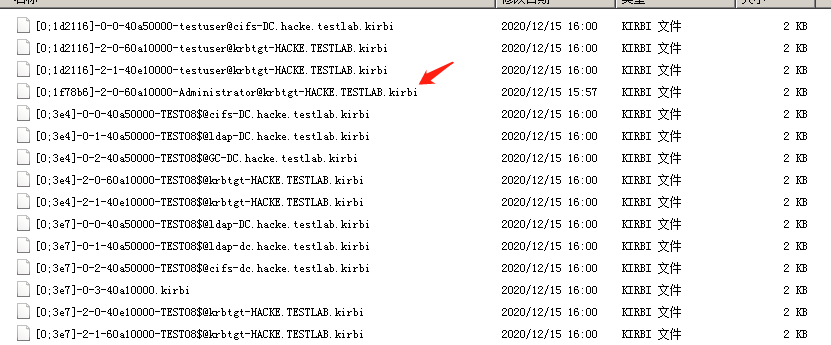 名称 修改日期 类型 大小
[0;1d2116]-0-0-40a50000-testuser@cifs-DC.hacke.testlab.kirbi 2020/12/15 16:00 KIRBI 文件 2 KB
[0;1d2116]-2-0-60a10000-testuser@krbtgt-HACKE.TESTLAB.kirbi 2020/12/15 16:00 KIRBI 文件 2 KB
[0;1d2116]-2-1-40e10000-testuser@krbtgt-HACKE.TESTLAB.kirbi 2020/12/15 16:00 KIRBI 文件 2 KB
[0;1f78b6]-2-0-60a10000-Administrator@krbtgt-HACKE.TESTLAB.kirbi 2020/12/15 15:57 KIRBI 文件 2 KB
[0;3e4]-0-0-40a50000-TEST08$@cifs-DC.hacke.testlab.kirbi 2020/12/15 16:00 KIRBI 文件 2 KB
[0;3e4]-0-1-40a50000-TEST08$@ldap-DC.hacke.testlab.kirbi 2020/12/15 16:00 KIRBI 文件 2 KB
[0;3e4]-0-2-40a50000-TEST08$@GC-DC.hacke.testlab.kirbi 2020/12/15 16:00 KIRBI 文件 2 KB
[0;3e4]-2-0-60a10000-TEST08$@krbtgt-HACKE.TESTLAB.kirbi 2020/12/15 16:00 KIRBI 文件 2 KB
[0;3e4]-2-1-40e10000-TEST08$@krbtgt-HACKE.TESTLAB.kirbi 2020/12/15 16:00 KIRBI 文件 2 KB
[0;3e7]-0-0-40a50000-TEST08$@ldap-DC.hacke.testlab.kirbi 2020/12/15 16:00 KIRBI 文件 2 KB
[0;3e7]-0-1-40a50000-TEST08$@ldap-dc.hacke.testlab.kirbi 2020/12/15 16:00 KIRBI 文件 2 KB
[0;3e7]-0-2-40a50000-TEST08$@cifs-dc.hacke.testlab.kirbi 2020/12/15 16:00 KIRBI 文件 2 KB
[0;3e7]-0-3-40a10000.kirbi 2020/12/15 16:00 KIRBI 文件 2 KB
[0;3e7]-2-0-40e10000-TEST08$@krbtgt-HACKE.TESTLAB.kirbi 2020/12/15 16:00 KIRBI 文件 2 KB
[0;3e7]-2-1-60a10000-TEST08$@krbtgt-HACKE.TESTLAB.kirbi 2020/12/15 16:00 KIRBI 文件 2 KB